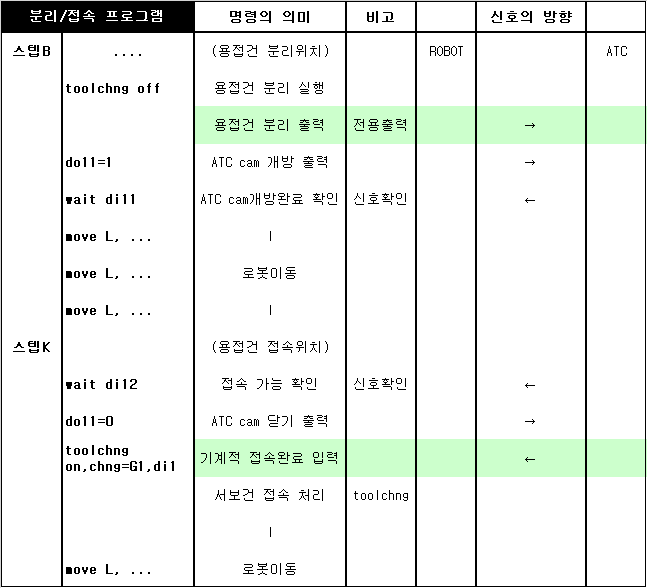 분리/접속 프로그램 명령의 의미 비고 신호의 방향
스텝B .... (용접건 분리위치) ROBOT ATC
toolchng off 용접건 분리 실행
용접건 분리 출력 전용출력 →
do11=1 ATC cam 개방 출력 →
wait di11 ATC cam개방완료 확인 신호확인 ←
move L, ... |
move L, ... 로봇이동
move L, ... |
스텝K (용접건 접속위치)
wait di12 접속 가능 확인 신호확인 ←
do11=0 ATC cam 닫기 출력 →
toolchng
on,chng=G1,di1 기계적 접속완료 입력 ←
서보건 접속 처리 toolchng
|
move L, ... 로봇이동